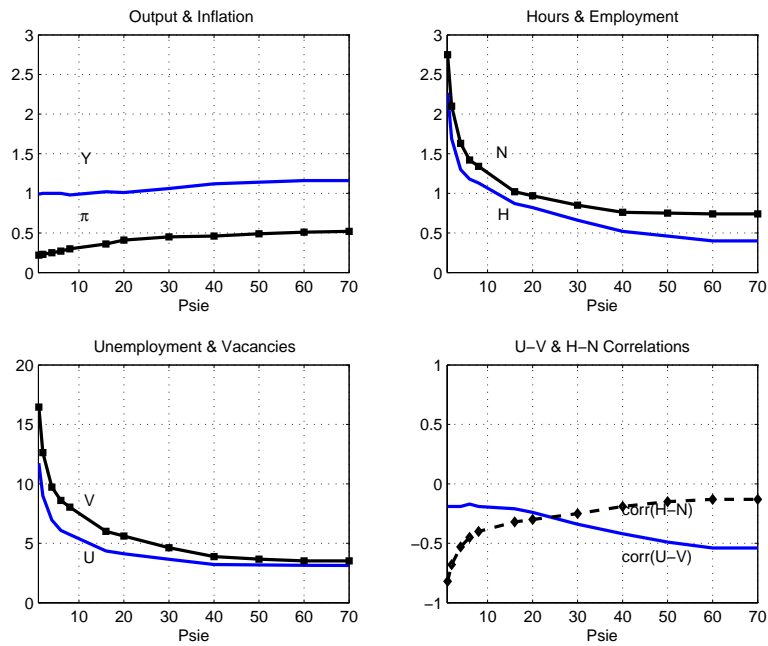 Output & Inflation
3
2.5
2
1.5
1
0.5
0
Y
π
10 20 30 40 50 60 70
Psie
Hours & Employment
3
2.5
2
1.5
1
0.5
0
N
H
10 20 30 40 50 60 70
Psie
Unemployment & Vacancies
20
15
10
5
0
V
U
10 20 30 40 50 60 70
Psie
U−V & H−N Correlations
1
0.5
0
−0.5
−1
corr(H−N)
corr(U−V)
10 20 30 40 50 60 70
Psie